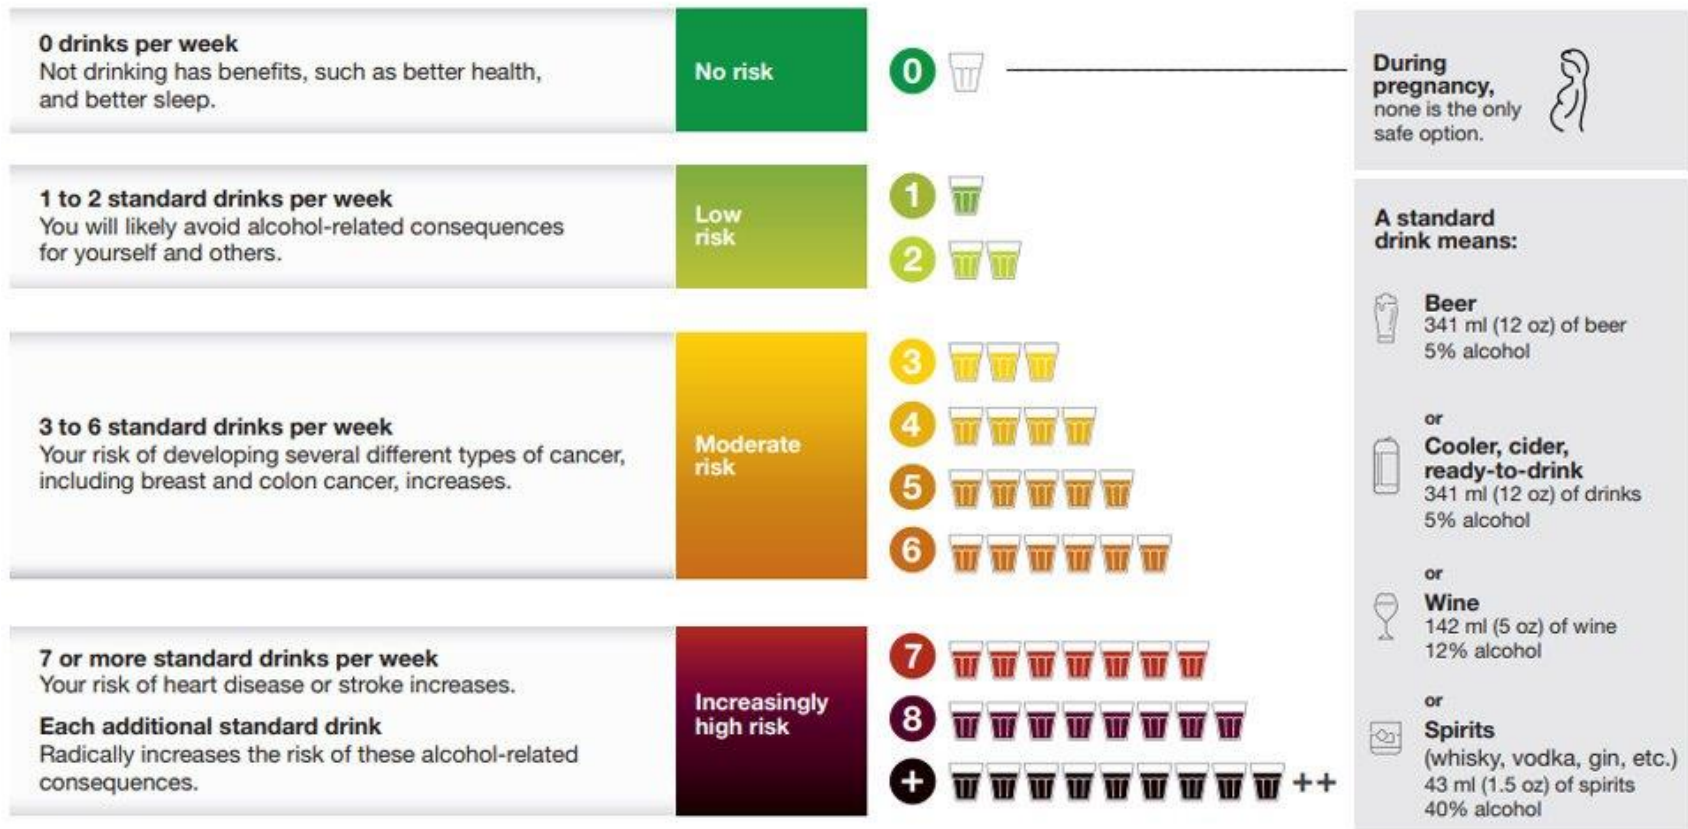 0 drinks per week
Not drinking has benefits, such as better health,
and better sleep.
No risk
0
During
pregnancy,
none is the only
safe option.
1 to 2 standard drinks per week
You will likely avoid alcohol-related consequences
for yourself and others.
Low
risk
1
2
3 to 6 standard drinks per week
Your risk of developing several different types of cancer,
including breast and colon cancer, increases.
Moderate
risk
3
4
5
6
7 or more standard drinks per week
Your risk of heart disease or stroke increases.
Each additional standard drink
Radically increases the risk of these alcohol-related
consequences.
Increasingly
high risk
7
8
+
++
A standard
drink means:
Beer
341 ml (12 oz) of beer
5% alcohol
or
Cooler, cider,
ready-to-drink
341 ml (12 oz) of drinks
5% alcohol
or
Wine
142 ml (5 oz) of wine
12% alcohol
or
Spirits
(whisky, vodka, gin, etc.)
43 ml (1.5 oz) of spirits
40% alcohol